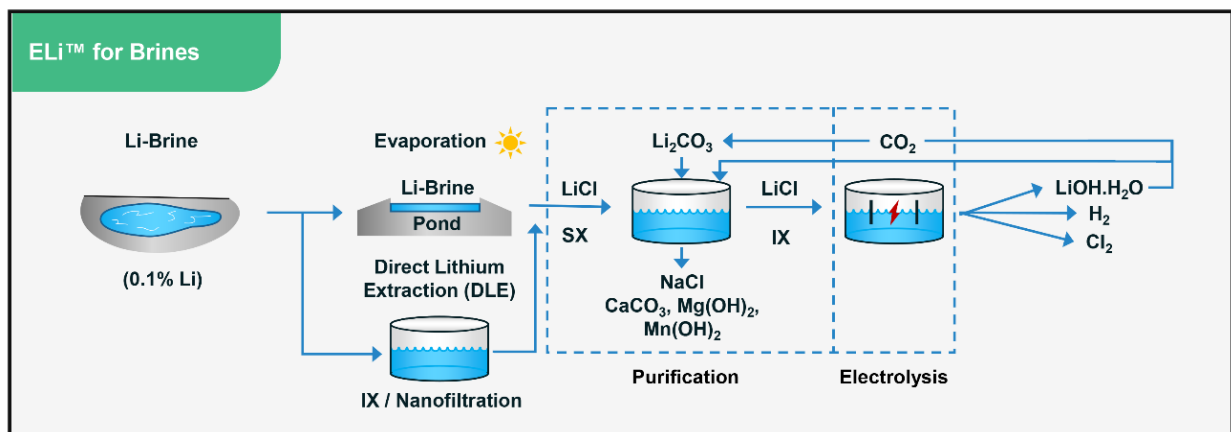 ELi™ for Brines
Li-Brine
(0.1% Li)
Evaporation
Li-Brine
Pond
Direct Lithium
Extraction (DLE)
IX / Nanofiltration
LiCl
SX
Li₂CO₃
NaCl
CaCO₃, Mg(OH)₂,
Mn(OH)₂
LiCl
IX
Purification
CO₂
Electrolysis
LiOH.H₂O
H₂
Cl₂